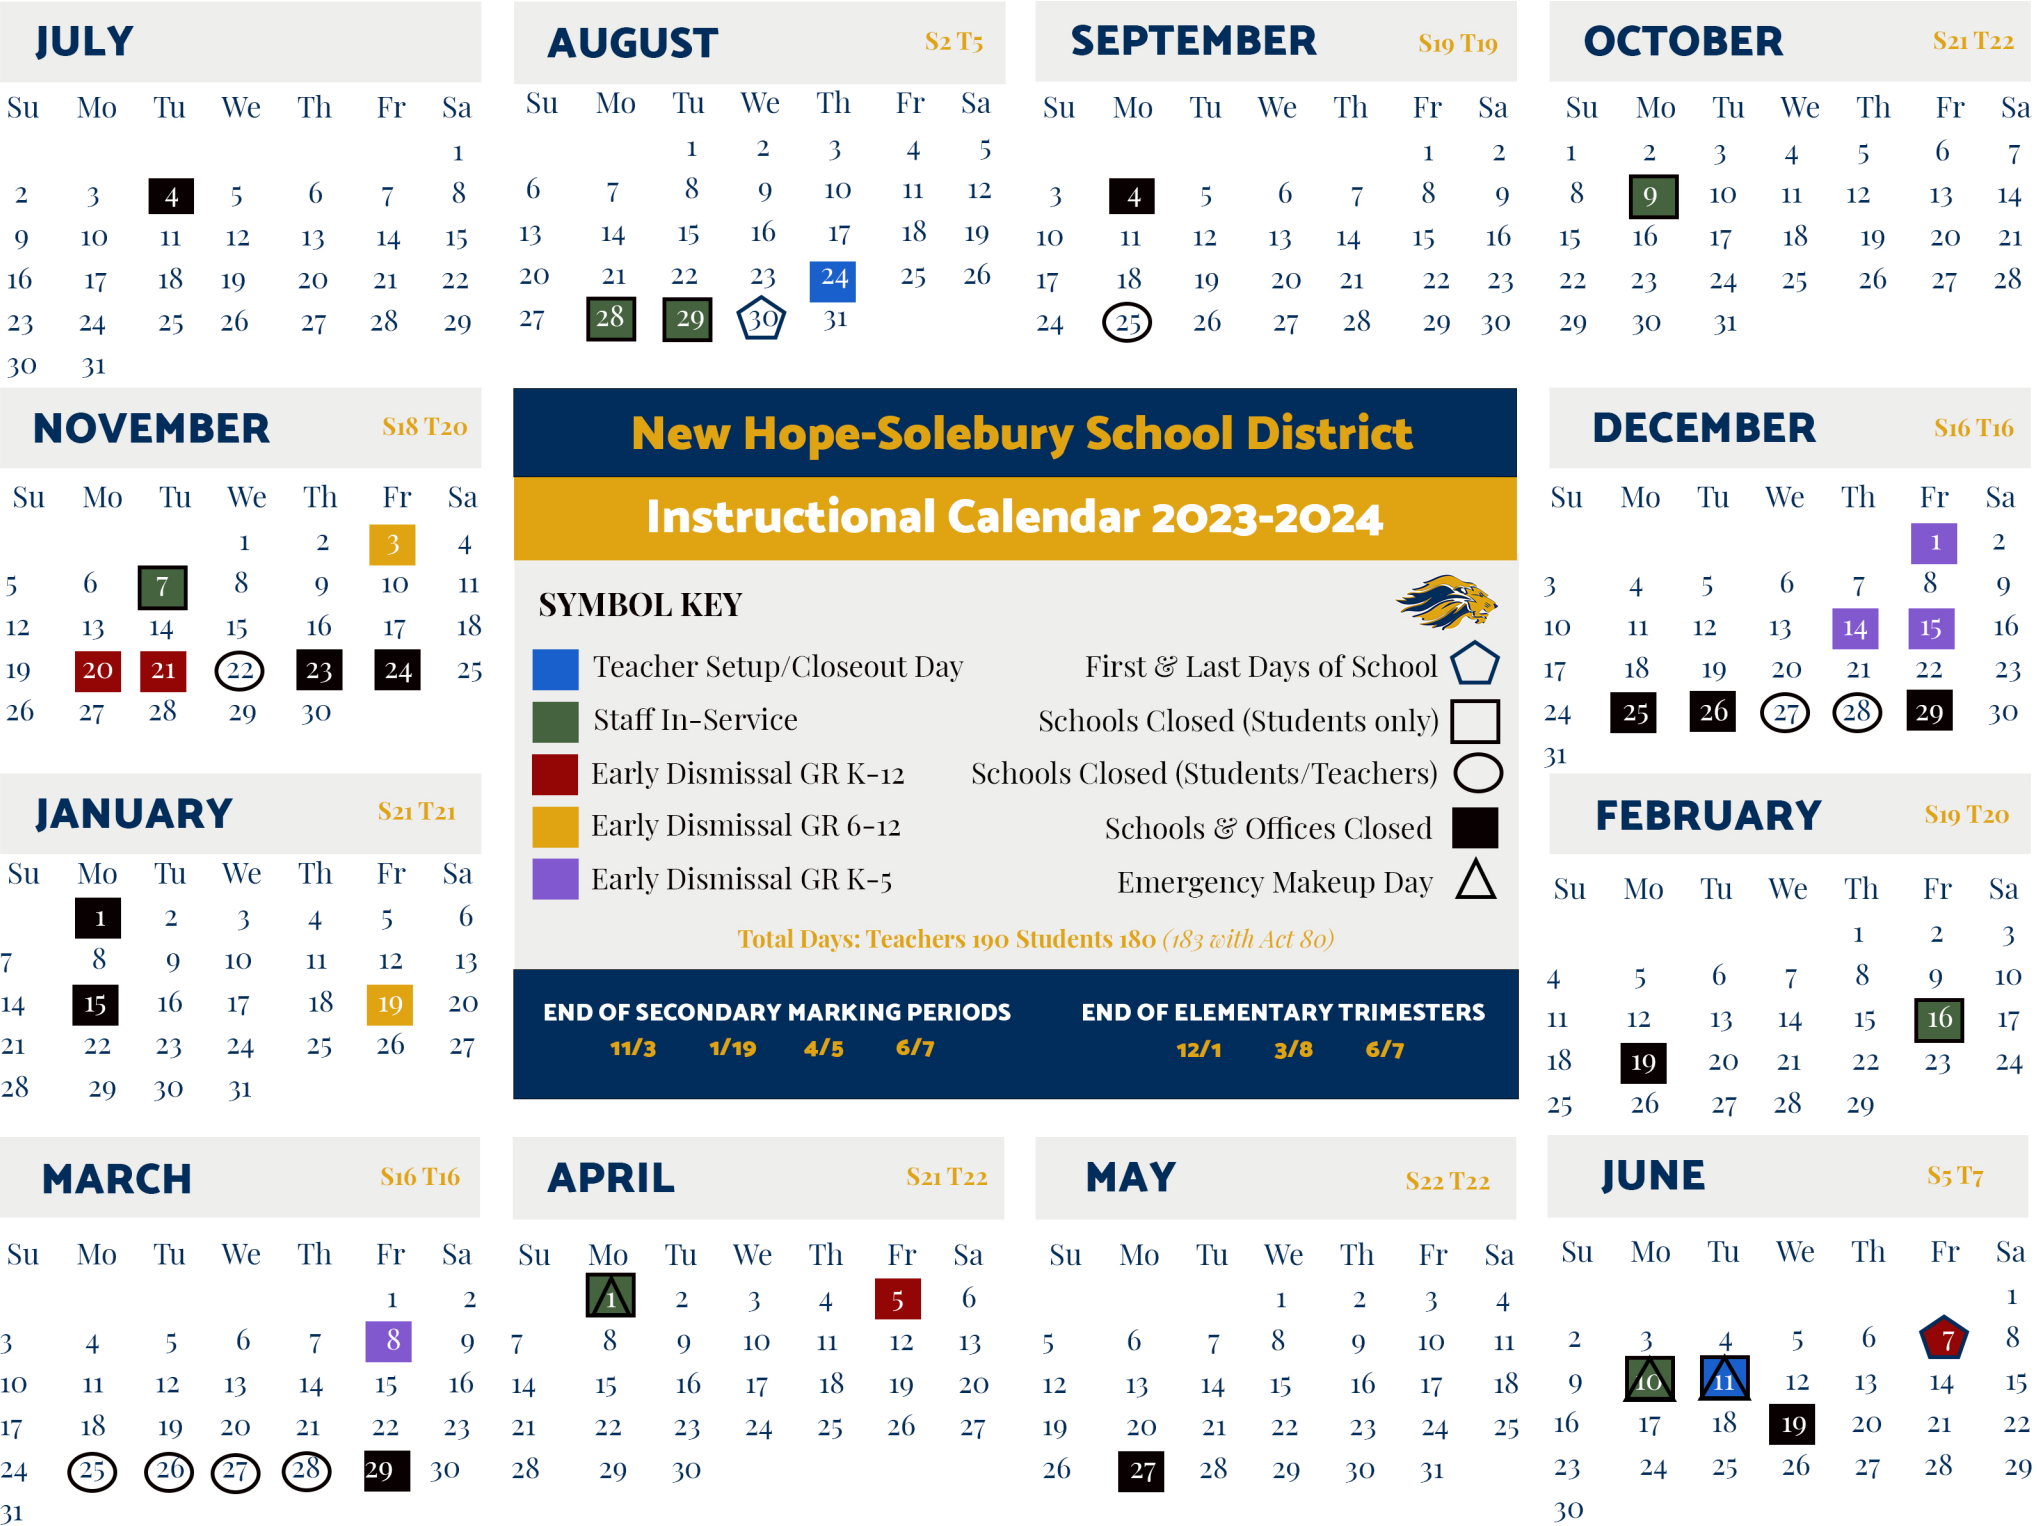 JULY
Su Mo Tu We Th Fr Sa
1
2 3 4 5 6 7 8
9 10 11 12 13 14 15
16 17 18 19 20 21 22
23 24 25 26 27 28 29
30 31
AUGUST S2 T5
Su Mo Tu We Th Fr Sa
1 2 3 4 5
6 7 8 9 10 11 12
13 14 15 16 17 18 19
20 21 22 23 24 25 26
27 28 29 30 31
SEPTEMBER S19 T19
Su Mo Tu We Th Fr Sa
1 2
3 4 5 6 7 8 9
10 11 12 13 14 15 16
17 18 19 20 21 22 23
24 25 26 27 28 29 30
OCTOBER S21 T22
Su Mo Tu We Th Fr Sa
1 2 3 4 5 6 7
8 9 10 11 12 13 14
15 16 17 18 19 20 21
22 23 24 25 26 27 28
29 30 31
NOVEMBER S18 T20
Su Mo Tu We Th Fr Sa
1 2 3 4
5 6 7 8 9 10 11
12 13 14 15 16 17 18
19 20 21 22 23 24 25
26 27 28 29 30
New Hope-Solebury School District
Instructional Calendar 2023-2024
SYMBOL KEY
Teacher Setup/Closeout Day
Staff In-Service
Early Dismissal GR K-12
Early Dismissal GR 6-12
Early Dismissal GR K-5
First & Last Days of School
Schools Closed (Students only)
Schools Closed (Students/Teachers)
Schools & Offices Closed
Emergency Makeup Day
Total Days: Teachers 190 Students 180 (183 with Act 80)
END OF SECONDARY MARKING PERIODS
11/3 1/19 4/5 6/7
END OF ELEMENTARY TRIMESTERS
12/1 3/8 6/7
DECEMBER S16 T16
Su Mo Tu We Th Fr Sa
1 2
3 4 5 6 7 8 9
10 11 12 13 14 15 16
17 18 19 20 21 22 23
24 25 26 27 28 29 30
31
JANUARY S21 T21
Su Mo Tu We Th Fr Sa
1 2 3 4 5 6
7 8 9 10 11 12 13
14 15 16 17 18 19 20
21 22 23 24 25 26 27
28 29 30 31
FEBRUARY S19 T20
Su Mo Tu We Th Fr Sa
1 2 3
4 5 6 7 8 9 10
11 12 13 14 15 16 17
18 19 20 21 22 23 24
25 26 27 28 29
MARCH S16 T16
Su Mo Tu We Th Fr Sa
1 2
3 4 5 6 7 8 9
10 11 12 13 14 15 16
17 18 19 20 21 22 23
24 25 26 27 28 29 30
31
APRIL S21 T22
Su Mo Tu We Th Fr Sa
1 2 3 4 5 6
7 8 9 10 11 12 13
14 15 16 17 18 19 20
21 22 23 24 25 26 27
28 29 30
MAY S22 T22
Su Mo Tu We Th Fr Sa
1 2 3 4
5 6 7 8 9 10 11
12 13 14 15 16 17 18
19 20 21 22 23 24 25
26 27 28 29 30 31
JUNE S5 T7
Su Mo Tu We Th Fr Sa
1
2 3 4 5 6 7 8
9 10 11 12 13 14 15
16 17 18 19 20 21 22
23 24 25 26 27 28 29
30